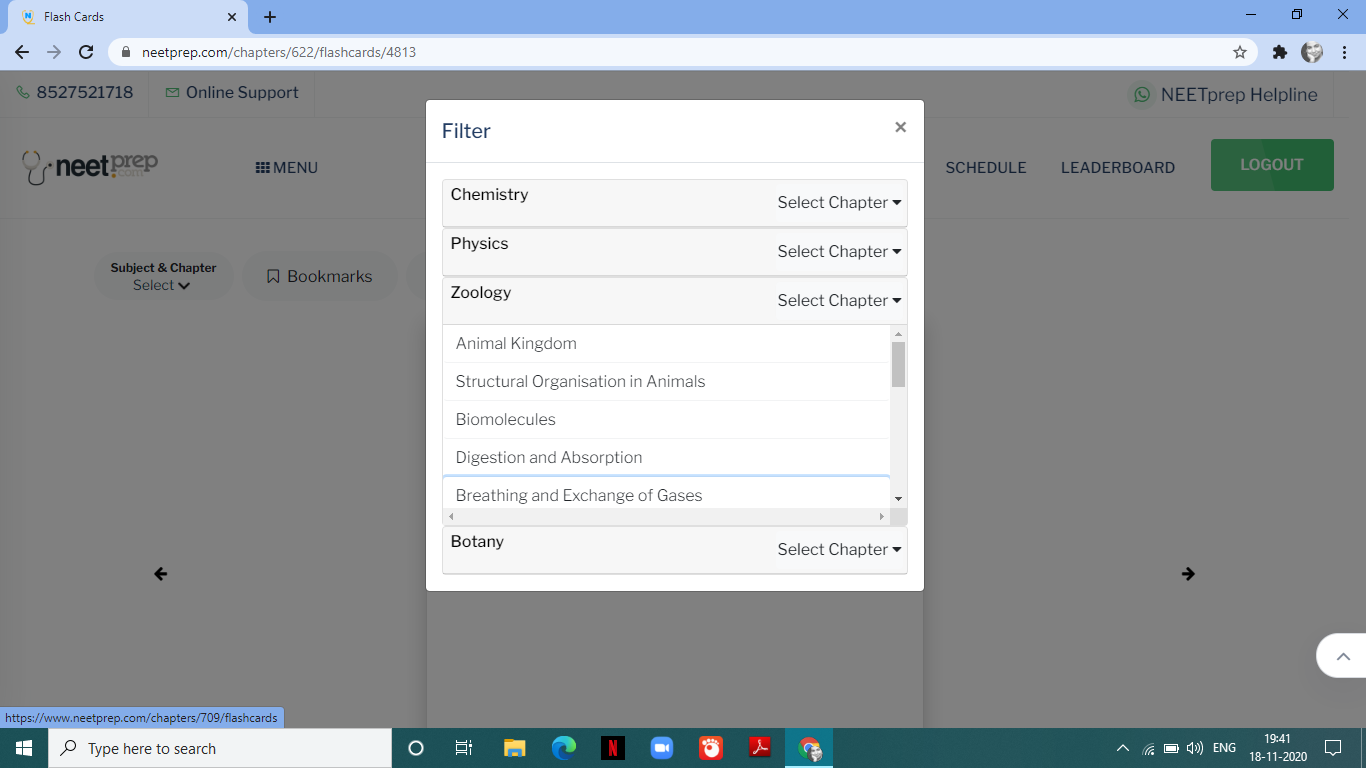 Flash Cards
neetprep.com/chapters/622/flashcards/4813
8527521718
Online Support
NEETprep Helpline
neetprep
.com
MENU
SCHEDULE
LEADERBOARD
LOGOUT
Subject & Chapter
Select
Bookmarks
Filter
×
Chemistry
Select Chapter
Physics
Select Chapter
Zoology
Select Chapter
Animal Kingdom
Structural Organisation in Animals
Biomolecules
Digestion and Absorption
Breathing and Exchange of Gases
Botany
Select Chapter
https://www.neetprep.com/chapters/709/flashcards
Type here to search
ENG
19:41
18-11-2020